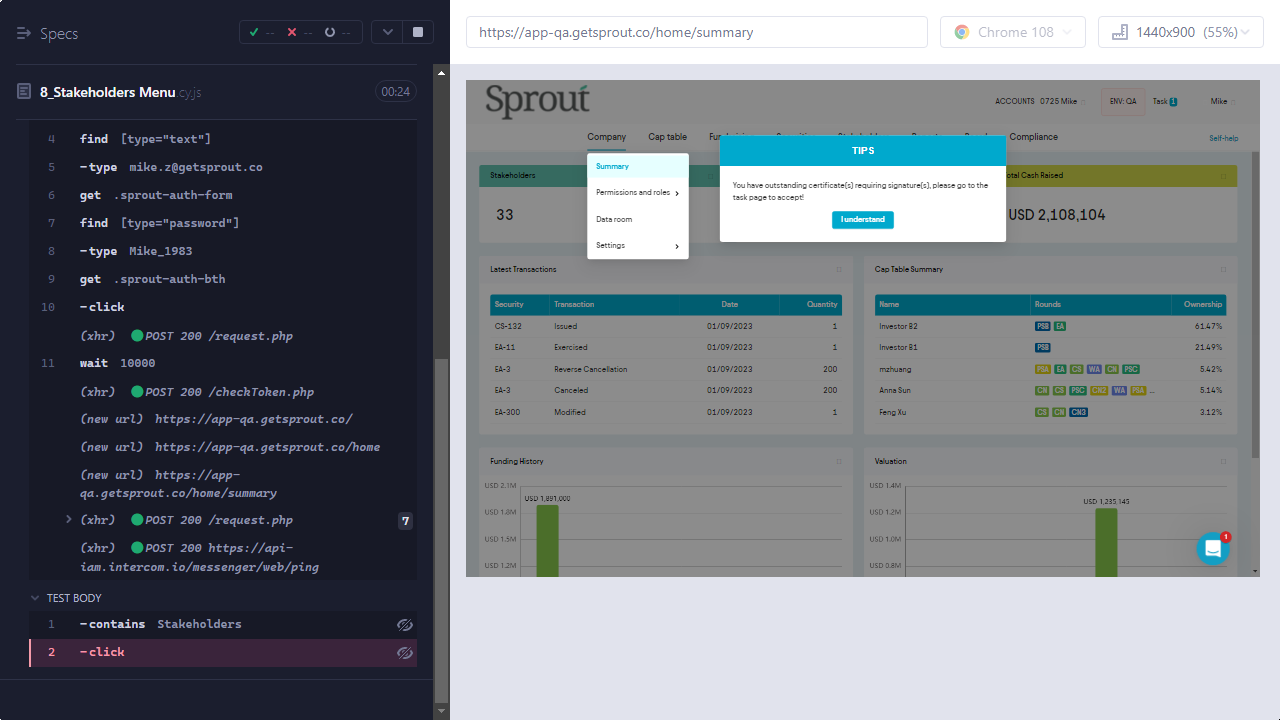 Specs
--
--
--
https://app-qa.getsprout.co/home/summary
Chrome 108
1440x900 (55%)
8_Stakeholders Menu.cy.js
00:24
4 find [type="text"]
5 -type mike.z@getsprout.co
6 get .sprout-auth-form
7 find [type="password"]
8 -type Mike_1983
9 get .sprout-auth-bth
10 -click
(xhr) POST 200 /request.php
11 wait 10000
(xhr) POST 200 /checkToken.php
(new url) https://app-qa.getsprout.co/
(new url) https://app-qa.getsprout.co/home
(new url) https://app-
qa.getsprout.co/home/summary
(xhr) POST 200 /request.php 7
(xhr) POST 200 https://api-
iam.intercom.io/messenger/web/ping
TEST BODY
1 -contains Stakeholders
2 -click
Sprout
ACCOUNTS 0725 Mike
ENV: QA
Task 1
Mike
Company Cap table
Compliance
Self-help
Summary
Permissions and roles
Data room
Settings
TIPS
You have outstanding certificate(s) requiring signature(s), please go to the
task page to accept!
I understand
Stakeholders
33
otal Cash Raised
USD 2,108,104
Latest Transactions
Security Transaction Date Quantity
CS-132 Issued 01/09/2023 1
EA-11 Exercised 01/09/2023 1
EA-3 Reverse Cancellation 01/09/2023 200
EA-3 Canceled 01/09/2023 200
EA-300 Modified 01/09/2023 1
Cap Table Summary
Name Rounds Ownership
Investor B2 PSB EA 61.47%
Investor B1 PSB 21.49%
mzhuang PSA EA CS WA CN PSC 5.42%
Anna Sun CN CS PSC CN2 WA PSA ... 5.14%
Feng Xu CS CN CN3 3.12%
Funding History
USD 2.1M
USD 1,891,000
USD 1.8M
USD 1.5M
USD 1.2M
Valuation
USD 1.4M
USD 1,235,145
USD 1.2M
USD 1.0M
USD 0.8M
1